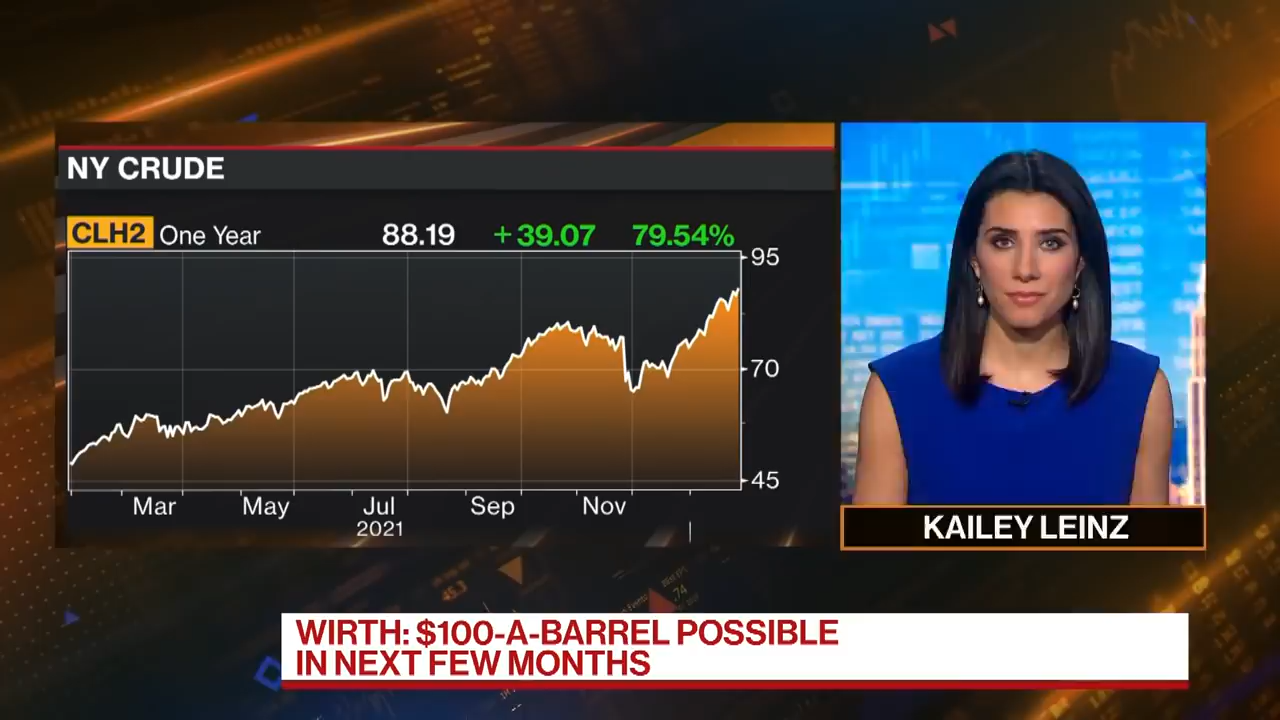 NY CRUDE
CLH2 One Year 88.19 +39.07 79.54%
95
70
45
Mar May Jul Sep Nov
2021
KAILEY LEINZ
WIRTH: $100-A-BARREL POSSIBLE
IN NEXT FEW MONTHS